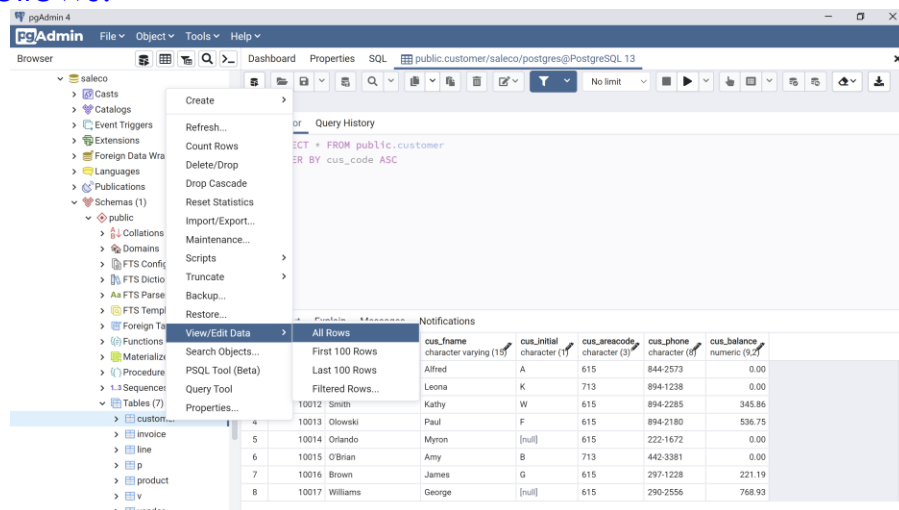 pgAdmin 4
pgAdmin File Object Tools Help
Browser
Dashboard Properties SQL public.customer/saleco/postgres@PostgreSQL 13
No limit
saleco
Casts
Catalogs
Event Triggers
Extensions
Foreign Data Wra
Languages
Publications
Schemas (1)
public
Collations
Domains
FTS Config
FTS Dictio
FTS Parse
FTS Templ
Foreign Ta
Functions
Materialize
Procedure
1..3 Sequences
Tables (7)
custom
invoice
line
p
product
v
Create
Refresh...
Count Rows
Delete/Drop
Drop Cascade
Reset Statistics
Import/Export...
Maintenance...
Scripts
Truncate
Backup...
Restore...
View/Edit Data
Search Objects...
PSQL Tool (Beta)
Query Tool
Properties...
All Rows
First 100 Rows
Last 100 Rows
Filtered Rows...
or Query History
ECT * FROM public.customer
ER BY cus_code ASC
Notifications
cus_fname cus_initial cus_areacode cus_phone cus_balance
character varying (15) character (1) character (3) character (8) numeric (9,2)
Alfred A 615 844-2573 0.00
Leona K 713 894-1238 0.00
10012 Smith Kathy W 615 894-2285 345.86
4 10013 Olowski Paul F 615 894-2180 536.75
5 10014 Orlando Myron [null] 615 222-1672 0.00
6 10015 O'Brian Amy B 713 442-3381 0.00
7 10016 Brown James G 615 297-1228 221.19
8 10017 Williams George [null] 615 290-2556 768.93